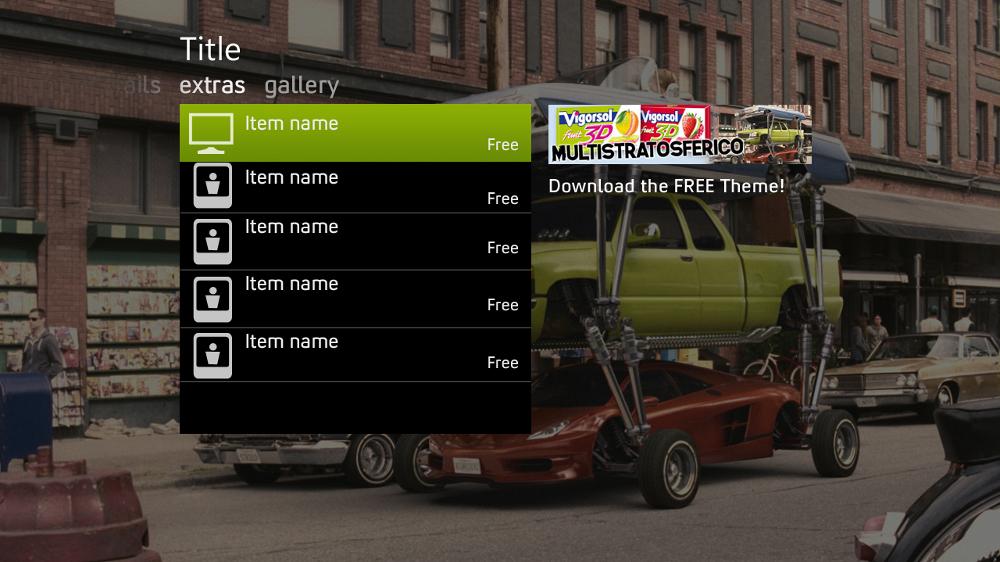 Title
ails extras gallery
Item name
Free
Item name
Free
Item name
Free
Item name
Free
Item name
Free
Vigorsol
fruit 3D
Vigorsol
fruit 3D
MULTISTRATOSFERICO
Download the FREE Theme!